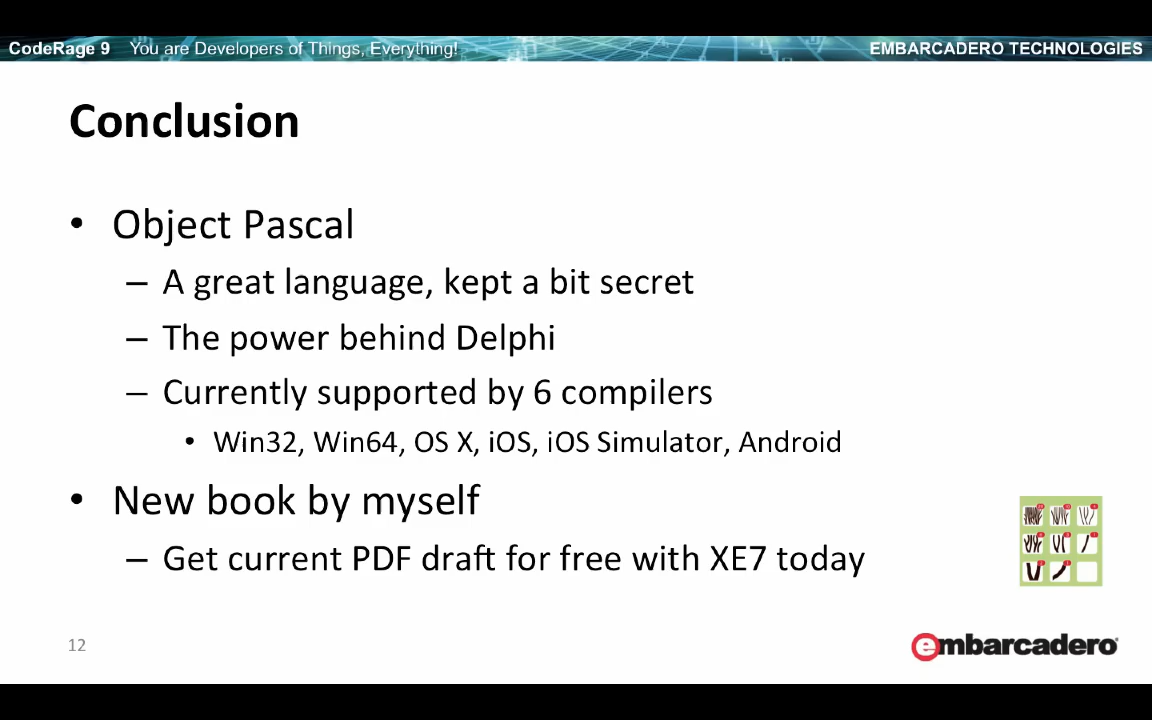 CodeRage 9 You are Developers of Things, Everything! EMBARCADERO TECHNOLOGIES
Conclusion
• Object Pascal
– A great language, kept a bit secret
– The power behind Delphi
– Currently supported by 6 compilers
• Win32, Win64, OS X, iOS, iOS Simulator, Android
• New book by myself
– Get current PDF draft for free with XE7 today
12
embarcadero